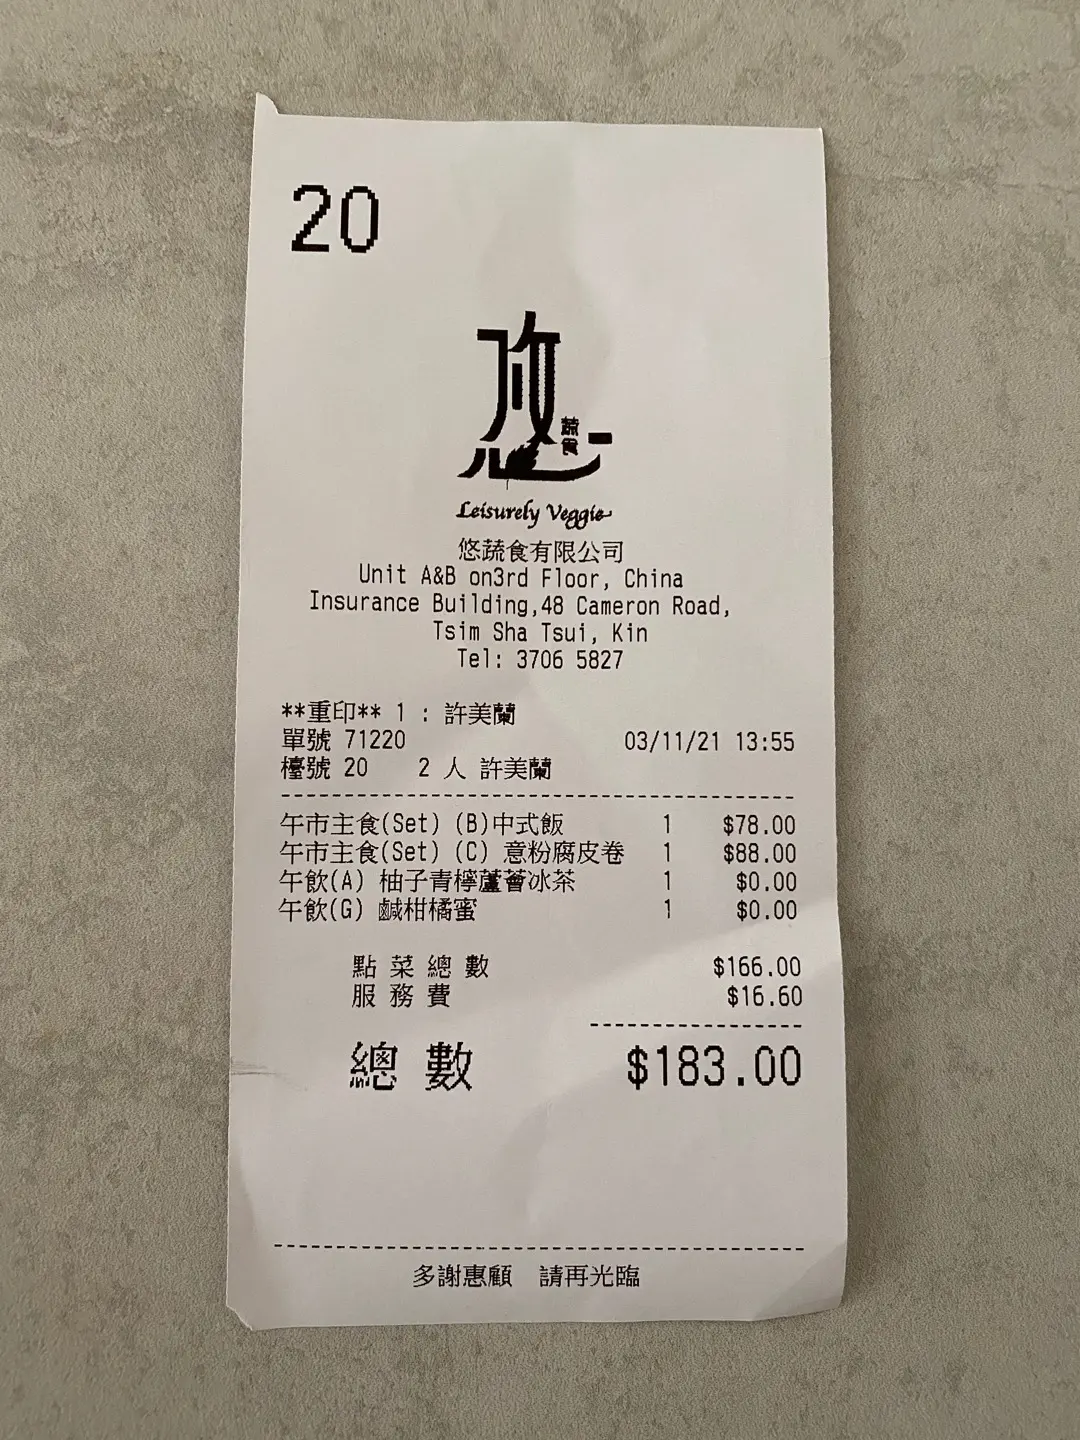 20
悠
蔬食
Leisurely Veggie
悠蔬食有限公司
Unit A&B on3rd Floor, China
Insurance Building,48 Cameron Road,
Tsim Sha Tsui, Kin
Tel: 3706 5827
**重印** 1 : 許美蘭
單號 71220 03/11/21 13:55
檯號 20 2 人 許美蘭
午市主食(Set) (B)中式飯 1 $78.00
午市主食(Set) (C) 意粉腐皮卷 1 $88.00
午飲(A) 柚子青檸蘆薈冰茶 1 $0.00
午飲(G) 鹹柑橘蜜 1 $0.00
點菜總數 $166.00
服務費 $16.60
總數 $183.00
多謝惠顧 請再光臨